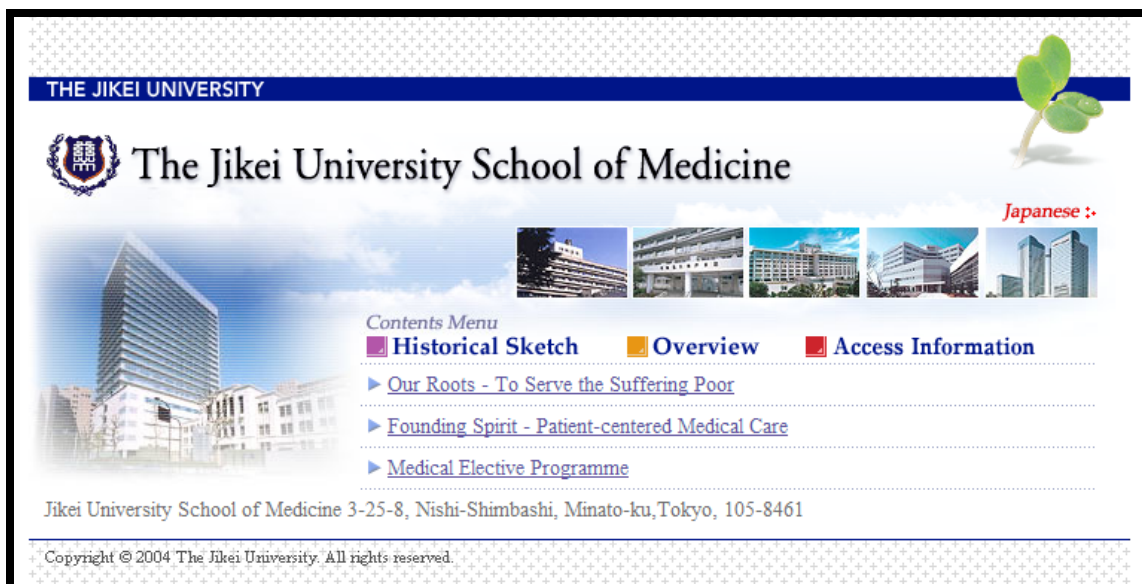 THE JIKEI UNIVERSITY
The Jikei University School of Medicine
Japanese
Contents Menu
Historical Sketch Overview Access Information
Our Roots - To Serve the Suffering Poor
Founding Spirit - Patient-centered Medical Care
Medical Elective Programme
Jikei University School of Medicine 3-25-8, Nishi-Shimbashi, Minato-ku,Tokyo, 105-8461
Copyright © 2004 The Jikei University. All rights reserved.